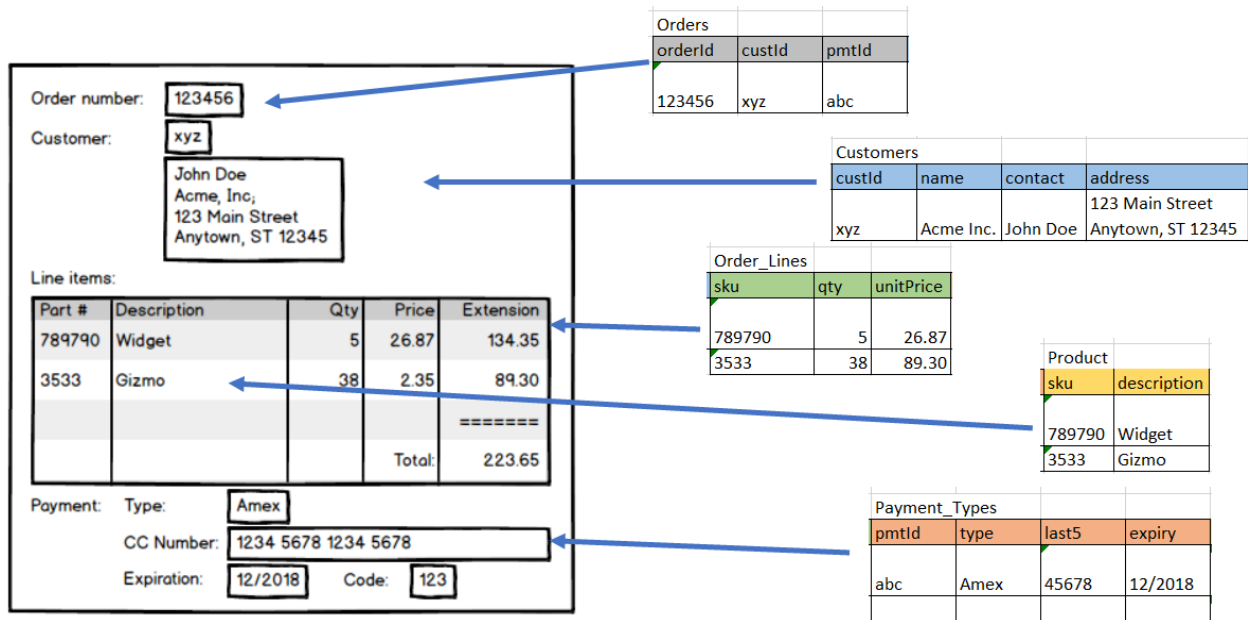 Orders
orderId custId pmtId
123456 xyz abc
Order number: 123456
Customer: xyz
John Doe
Acme, Inc;
123 Main Street
Anytown, ST 12345
Customers
custId name contact address
xyz Acme Inc. John Doe 123 Main Street
Anytown, ST 12345
Line items:
Part # Description Qty Price Extension
789790 Widget 5 26.87 134.35
3533 Gizmo 38 2.35 89.30
=======
Total: 223.65
Order_Lines
sku qty unitPrice
789790 5 26.87
3533 38 89.30
Product
sku description
789790 Widget
3533 Gizmo
Payment: Type: Amex
CC Number: 1234 5678 1234 5678
Expiration: 12/2018 Code: 123
Payment_Types
pmtId type last5 expiry
abc Amex 45678 12/2018